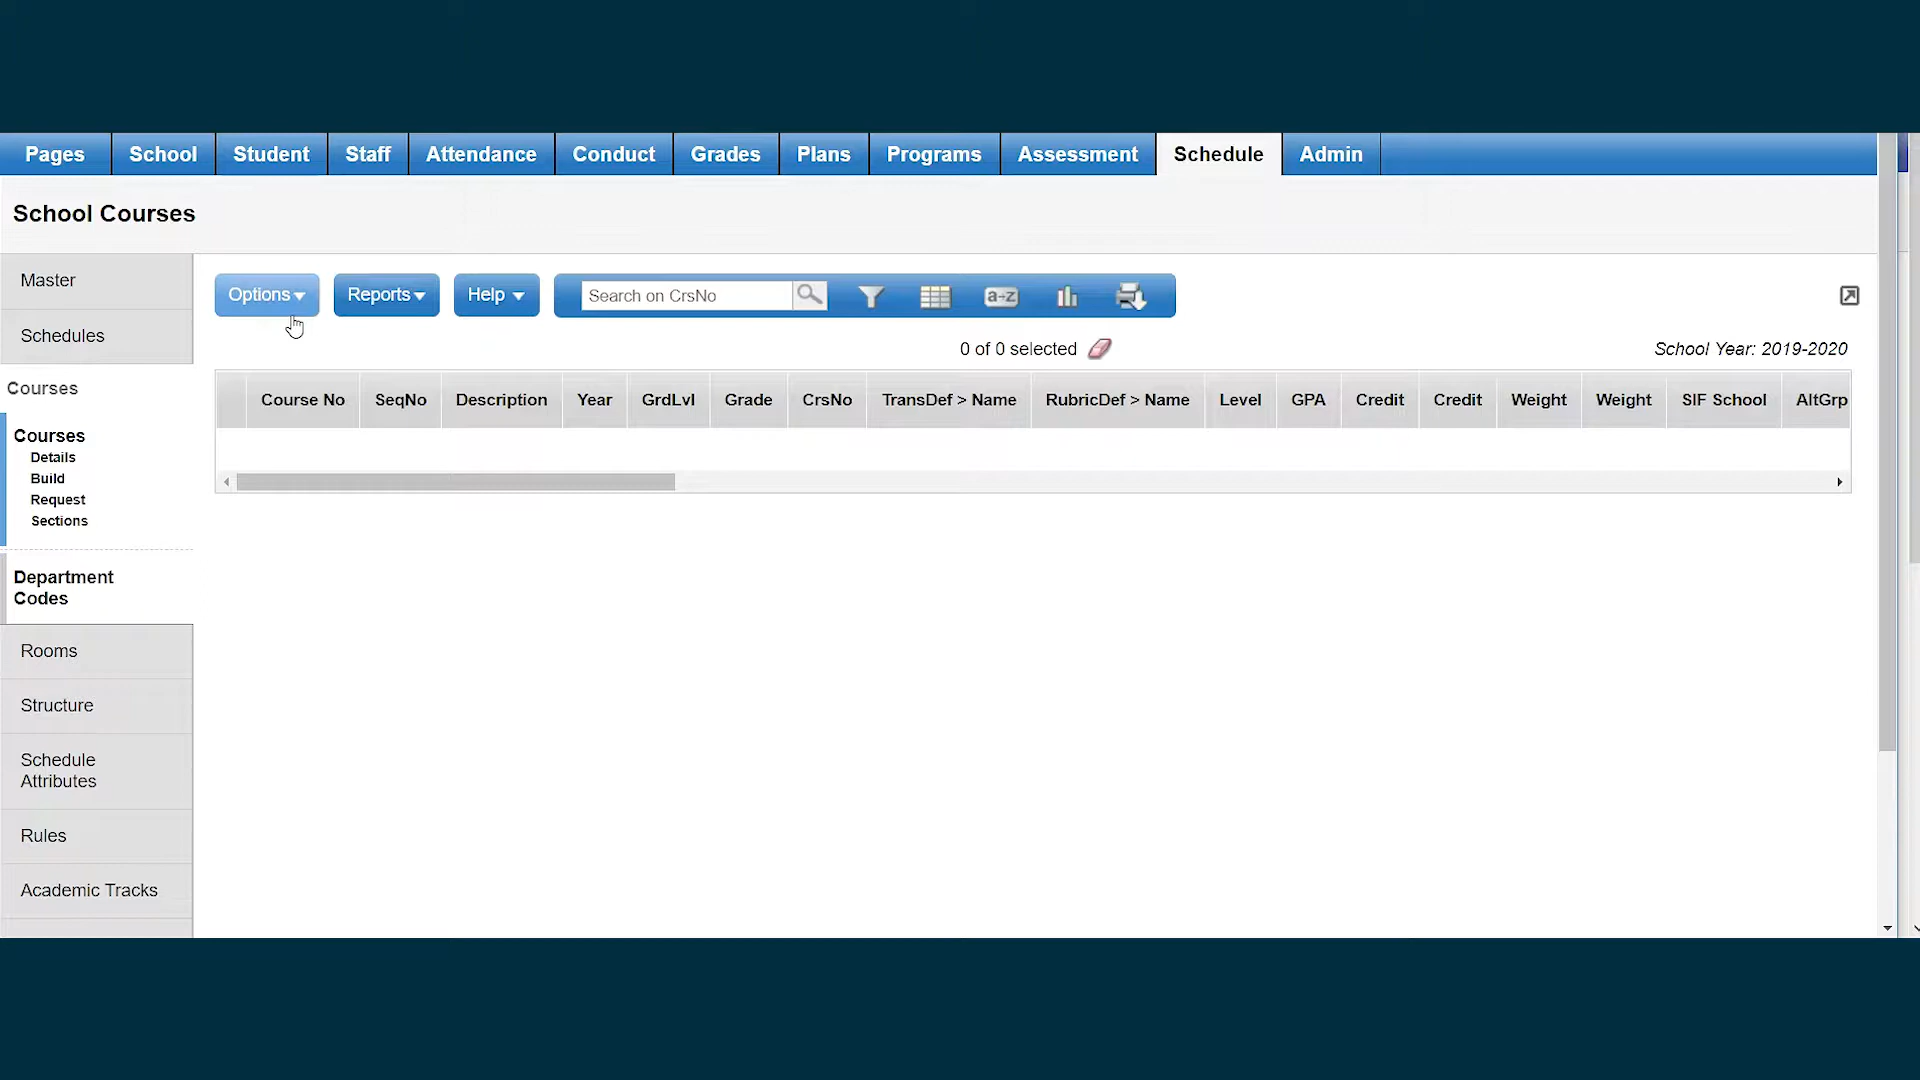 Pages School Student Staff Attendance Conduct Grades Plans Programs Assessment Schedule Admin
School Courses
Master
Schedules
Courses
Courses
Details
Build
Request
Sections
Department
Codes
Rooms
Structure
Schedule
Attributes
Rules
Academic Tracks
Options Reports Help Search on CrsNo a-z
0 of 0 selected
School Year: 2019-2020
Course No SeqNo Description Year GrdLvl Grade CrsNo TransDef > Name RubricDef > Name Level GPA Credit Credit Weight Weight SIF School AltGrp